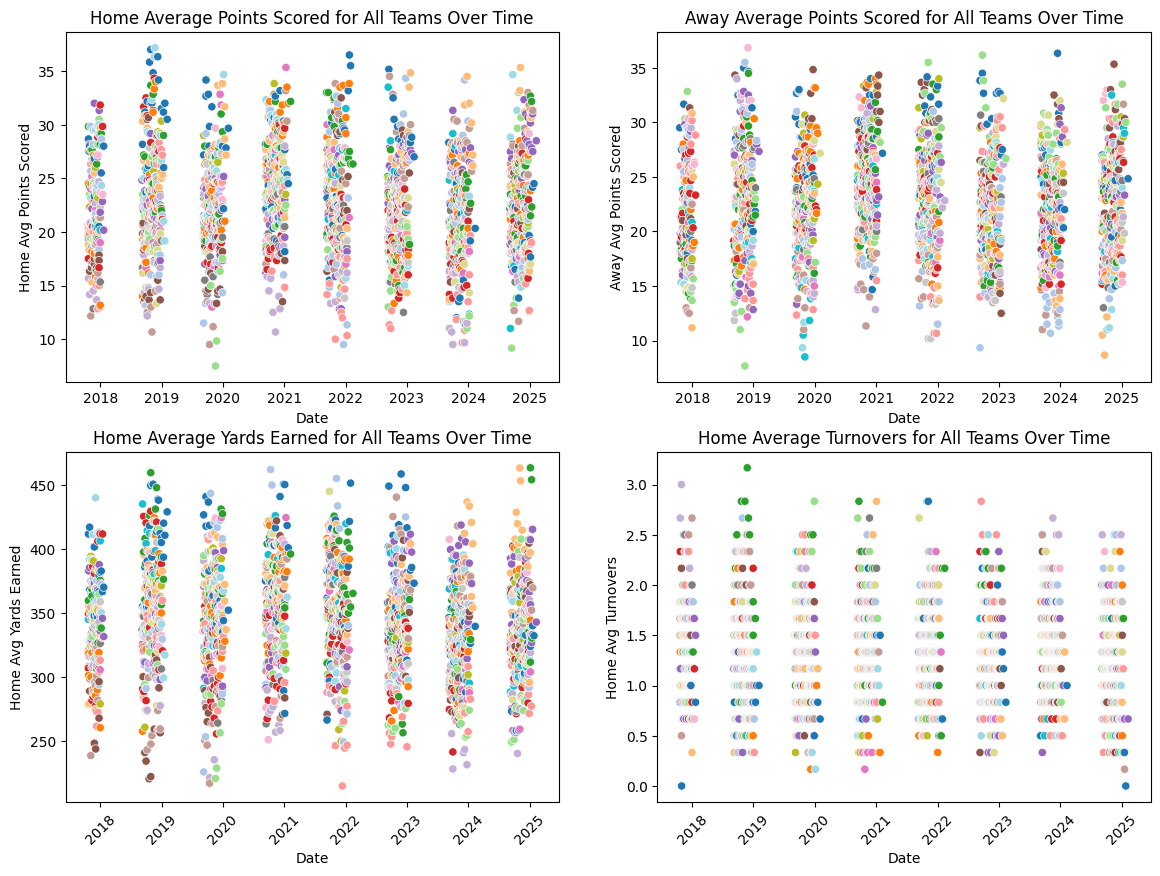 Home Average Points Scored for All Teams Over Time
Home Avg Points Scored
35
30
25
20
15
10
2018 2019 2020 2021 2022 2023 2024 2025
Date
Away Average Points Scored for All Teams Over Time
Away Avg Points Scored
35
30
25
20
15
10
2018 2019 2020 2021 2022 2023 2024 2025
Date
Home Average Yards Earned for All Teams Over Time
Home Avg Yards Earned
450
400
350
300
250
2018 2019 2020 2021 2022 2023 2024 2025
Date
Home Average Turnovers for All Teams Over Time
Home Avg Turnovers
3.0
2.5
2.0
1.5
1.0
0.5
0.0
2018 2019 2020 2021 2022 2023 2024 2025
Date